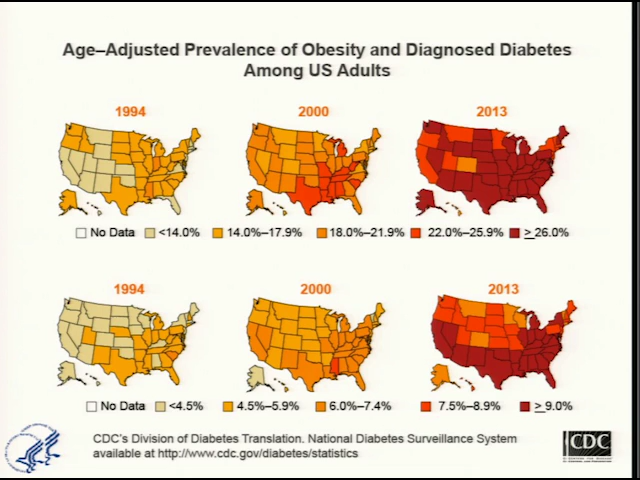 Age–Adjusted Prevalence of Obesity and Diagnosed Diabetes
Among US Adults
1994
2000
2013
No Data
<14.0%
14.0%–17.9%
18.0%–21.9%
22.0%–25.9%
≥26.0%
1994
2000
2013
No Data
<4.5%
4.5%–5.9%
6.0%–7.4%
7.5%–8.9%
≥9.0%
CDC's Division of Diabetes Translation. National Diabetes Surveillance System
available at http://www.cdc.gov/diabetes/statistics
CDC